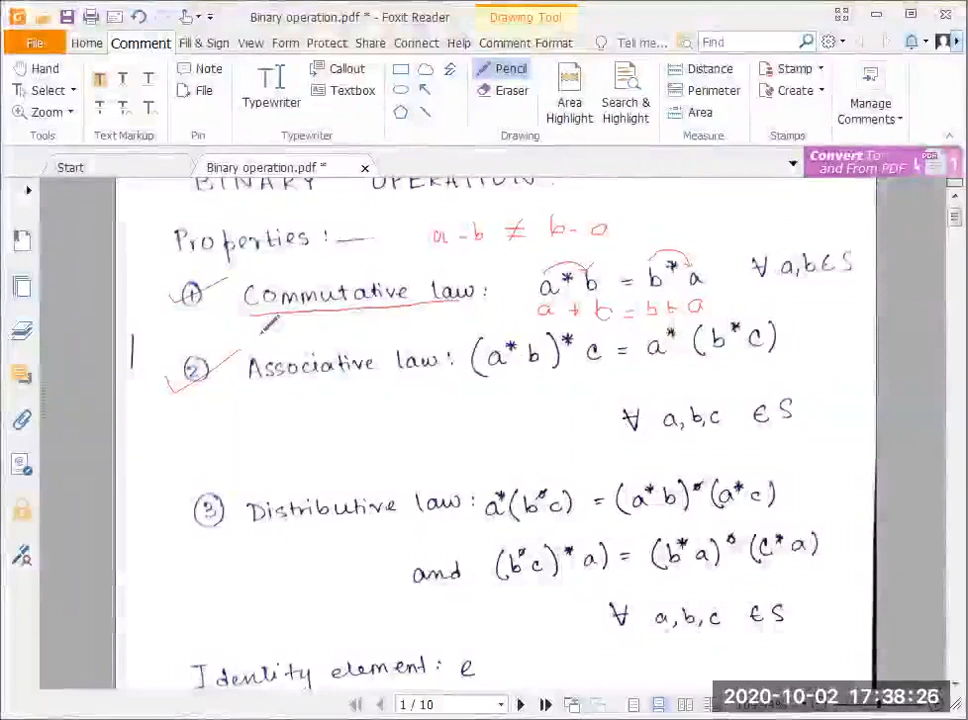 Binary operation.pdf * - Foxit Reader
Drawing Tool
File Home Comment Fill & Sign View Form Protect Share Connect Help Comment Format Tell me... Find
Hand Note Callout Pencil Distance Stamp
Select File Typewriter Textbox Eraser Area Highlight Search & Highlight Perimeter Create Manage Comments
Zoom Area
Tools Text Markup Pin Typewriter Drawing Measure Stamps
Start Binary operation.pdf * Convert To and From PDF
BINARY OPERATION.
Properties :— a - b ≠ b - a
① Commutative law : a * b = b * a ∀ a,b ∈ S
a + b = b + a
② Associative law : (a * b) * c = a * (b * c)
∀ a,b,c ∈ S
③ Distributive law : a*(b°c) = (a*b)°(a*c)
and (b°c)*a) = (b*a)°(c*a)
∀ a,b,c ∈ S
Identity element : e
1 / 10
2020-10-02 17:38:26